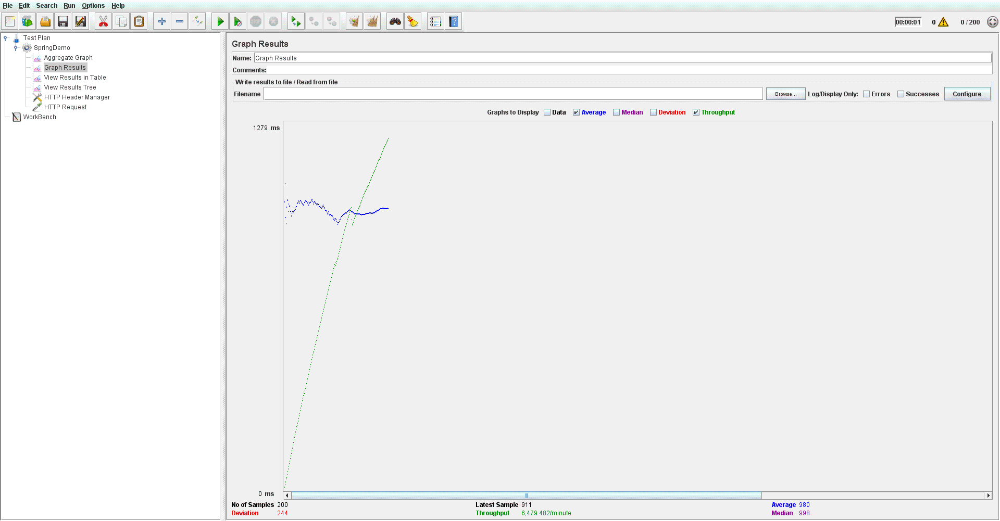 File Edit Search Run Options Help
00:00:01 0 0 / 200
Test Plan
SpringDemo
Aggregate Graph
Graph Results
View Results in Table
View Results Tree
HTTP Header Manager
HTTP Request
WorkBench
Graph Results
Name: Graph Results
Comments:
Write results to file / Read from file
Filename Browse... Log/Display Only: Errors Successes Configure
Graphs to Display Data Average Median Deviation Throughput
1279 ms
0 ms
No of Samples 200 Latest Sample 911 Average 980
Deviation 244 Throughput 6,479.482/minute Median 998